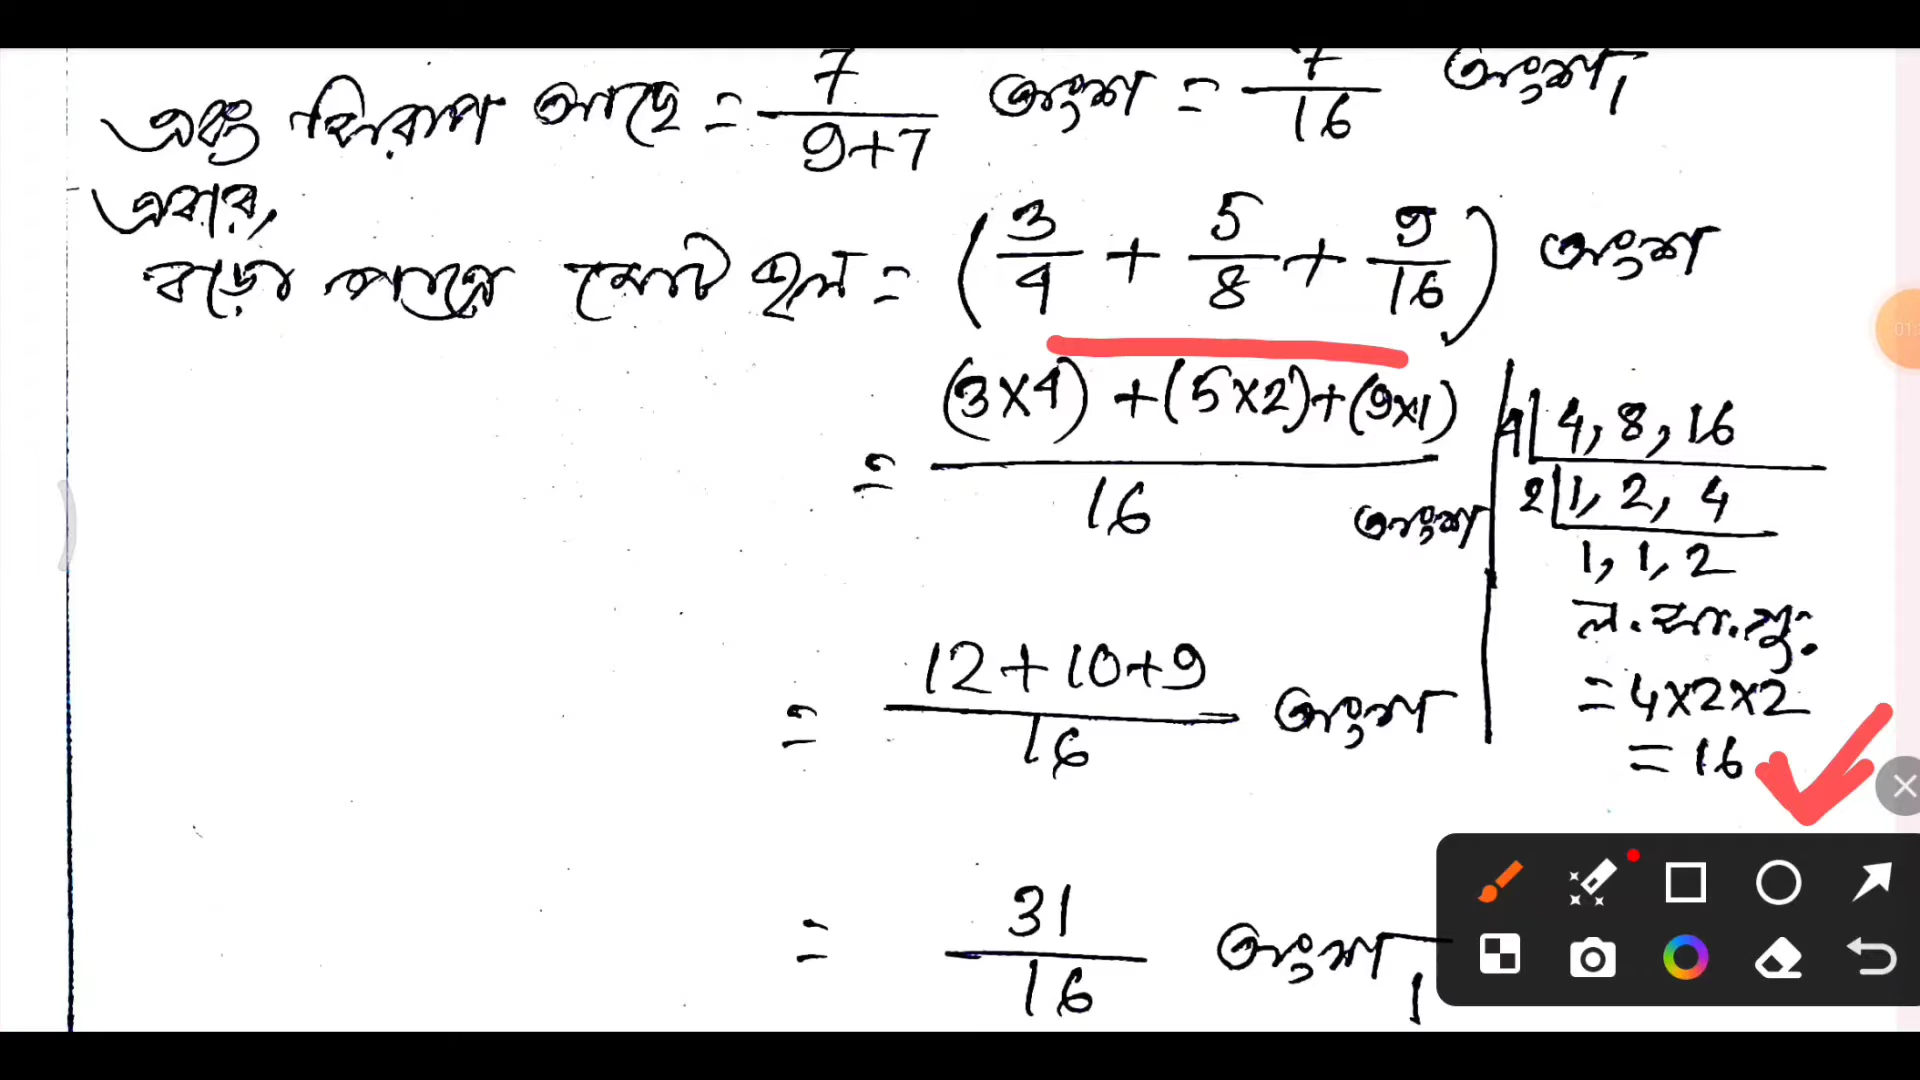 এবং সিরাপ আছে = 7/9+7 অংশ = 7/16 অংশ।
এবার,
বড়ো পাত্রে মোট হল = (3/4 + 5/8 + 9/16) অংশ
= (3×4) + (5×2) + (9×1)/16 অংশ
4 | 4, 8, 16
2 | 1, 2, 4
1, 1, 2
ল.সা.গু.
= 4×2×2
= 16
= 12+10+9/16 অংশ
= 31/16 অংশ।